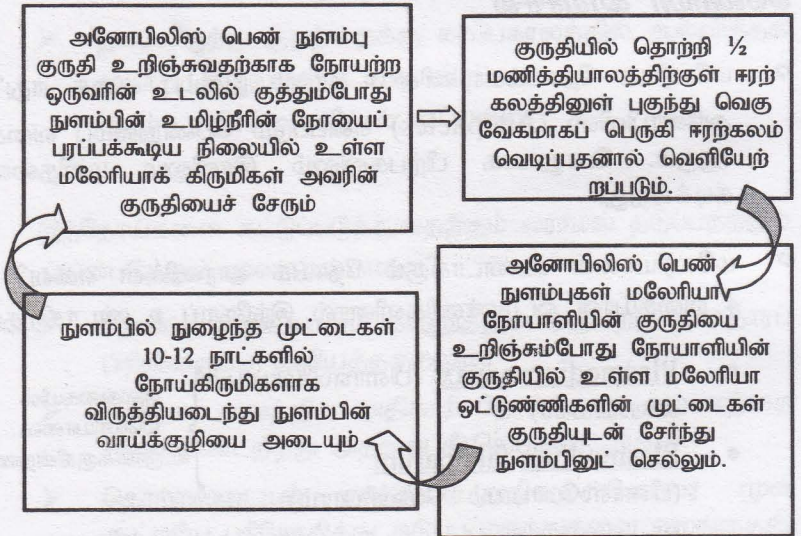 அனோபிலிஸ் பெண் நுளம்பு
குருதி உறிஞ்சுவதற்காக நோயற்ற
ஒருவரின் உடலில் குத்தும்போது
நுளம்பின் உமிழ்நீரின் நோயைப்
பரப்பக்கூடிய நிலையில் உள்ள
மலேரியாக் கிருமிகள் அவரின்
குருதியைச் சேரும்
குருதியில் தொற்றி ½
மணித்தியாலத்திற்குள் ஈரற்
கலத்தினுள் புகுந்து வெகு
வேகமாகப் பெருகி ஈரற்கலம்
வெடிப்பதனால் வெளியேற்
றப்படும்.
அனோபிலிஸ் பெண்
நுளம்புகள் மலேரியா
நோயாளியின் குருதியை
உறிஞ்சும்போது நோயாளியின்
குருதியில் உள்ள மலேரியா
ஒட்டுண்ணிகளின் முட்டைகள்
குருதியுடன் சேர்ந்து
நுளம்பினுட் செல்லும்.
நுளம்பில் நுழைந்த முட்டைகள்
10-12 நாட்களில்
நோய்கிருமிகளாக
விருத்தியடைந்து நுளம்பின்
வாய்க்குழியை அடையும்